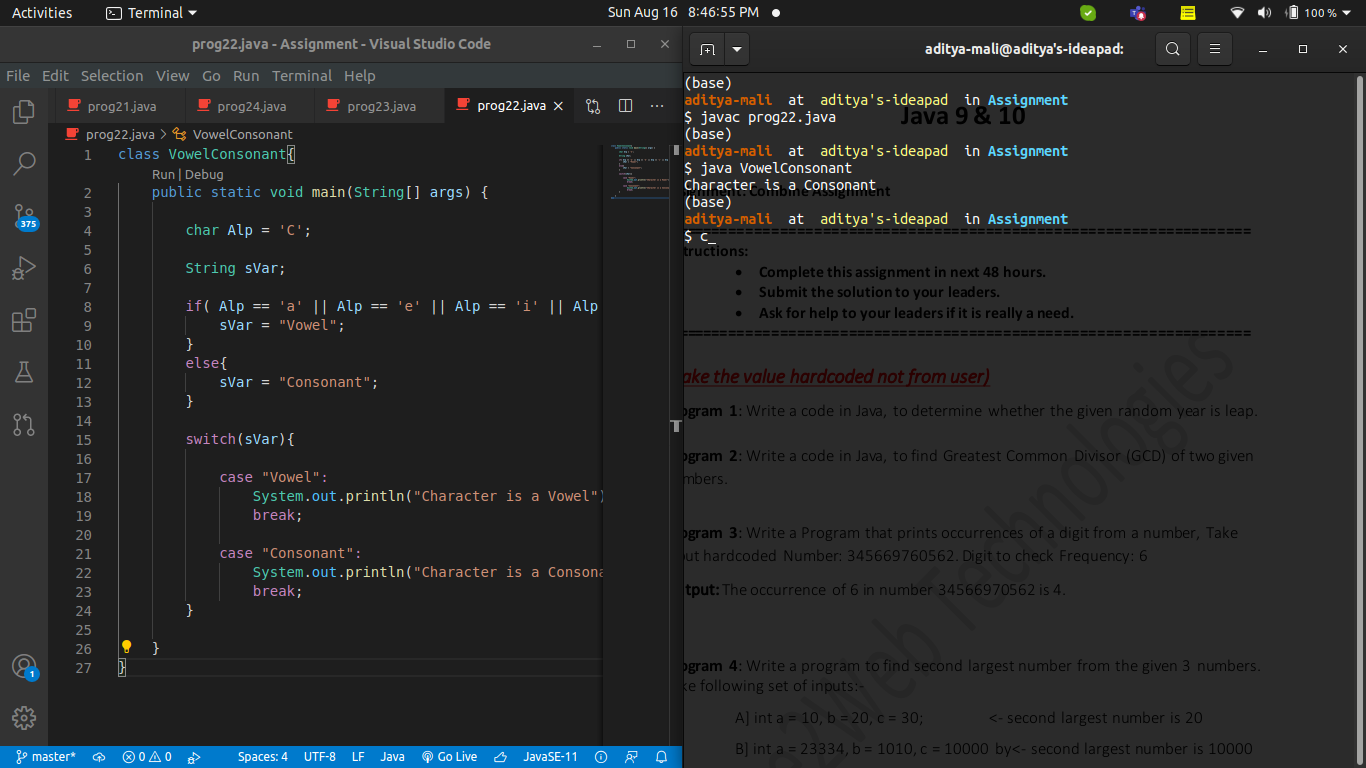 Activities Terminal Sun Aug 16 8:46:55 PM 100 %
prog22.java - Assignment - Visual Studio Code
File Edit Selection View Go Run Terminal Help
prog21.java prog24.java prog23.java prog22.java
prog22.java > VowelConsonant
375
1
1 class VowelConsonant{
Run | Debug
2 public static void main(String[] args) {
3
4 char Alp = 'C';
5
6 String sVar;
7
8 if( Alp == 'a' || Alp == 'e' || Alp == 'i' || Alp
9 sVar = "Vowel";
10 }
11 else{
12 sVar = "Consonant";
13 }
14
15 switch(sVar){
16
17 case "Vowel":
18 System.out.println("Character is a Vowel")
19 break;
20
21 case "Consonant":
22 System.out.println("Character is a Consona
23 break;
24 }
25
26 }
27 }
master* 0 0 Spaces: 4 UTF-8 LF Java Go Live JavaSE-11
aditya-mali@aditya's-ideapad:
(base)
aditya-mali at aditya's-ideapad in Assignment
$ javac prog22.java
(base)
aditya-mali at aditya's-ideapad in Assignment
$ java VowelConsonant
Character is a Consonant
(base)
aditya-mali at aditya's-ideapad in Assignment
$ c_
Java 9 & 10
Combine Assignment
tructions:
• Complete this assignment in next 48 hours.
• Submit the solution to your leaders.
• Ask for help to your leaders if it is really a need.
ake the value hardcoded not from user)
ogram 1: Write a code in Java, to determine whether the given random year is leap.
ogram 2: Write a code in Java, to find Greatest Common Divisor (GCD) of two given
mbers.
ogram 3: Write a Program that prints occurrences of a digit from a number, Take
out hardcoded Number: 345669760562. Digit to check Frequency: 6
tput: The occurrence of 6 in number 34566970562 is 4.
ogram 4: Write a program to find second largest number from the given 3 numbers.
ke following set of inputs:-
A] int a = 10, b = 20, c = 30; <- second largest number is 20
B] int a = 23334, b = 1010, c = 10000 by<- second largest number is 10000
e2Web Technologies